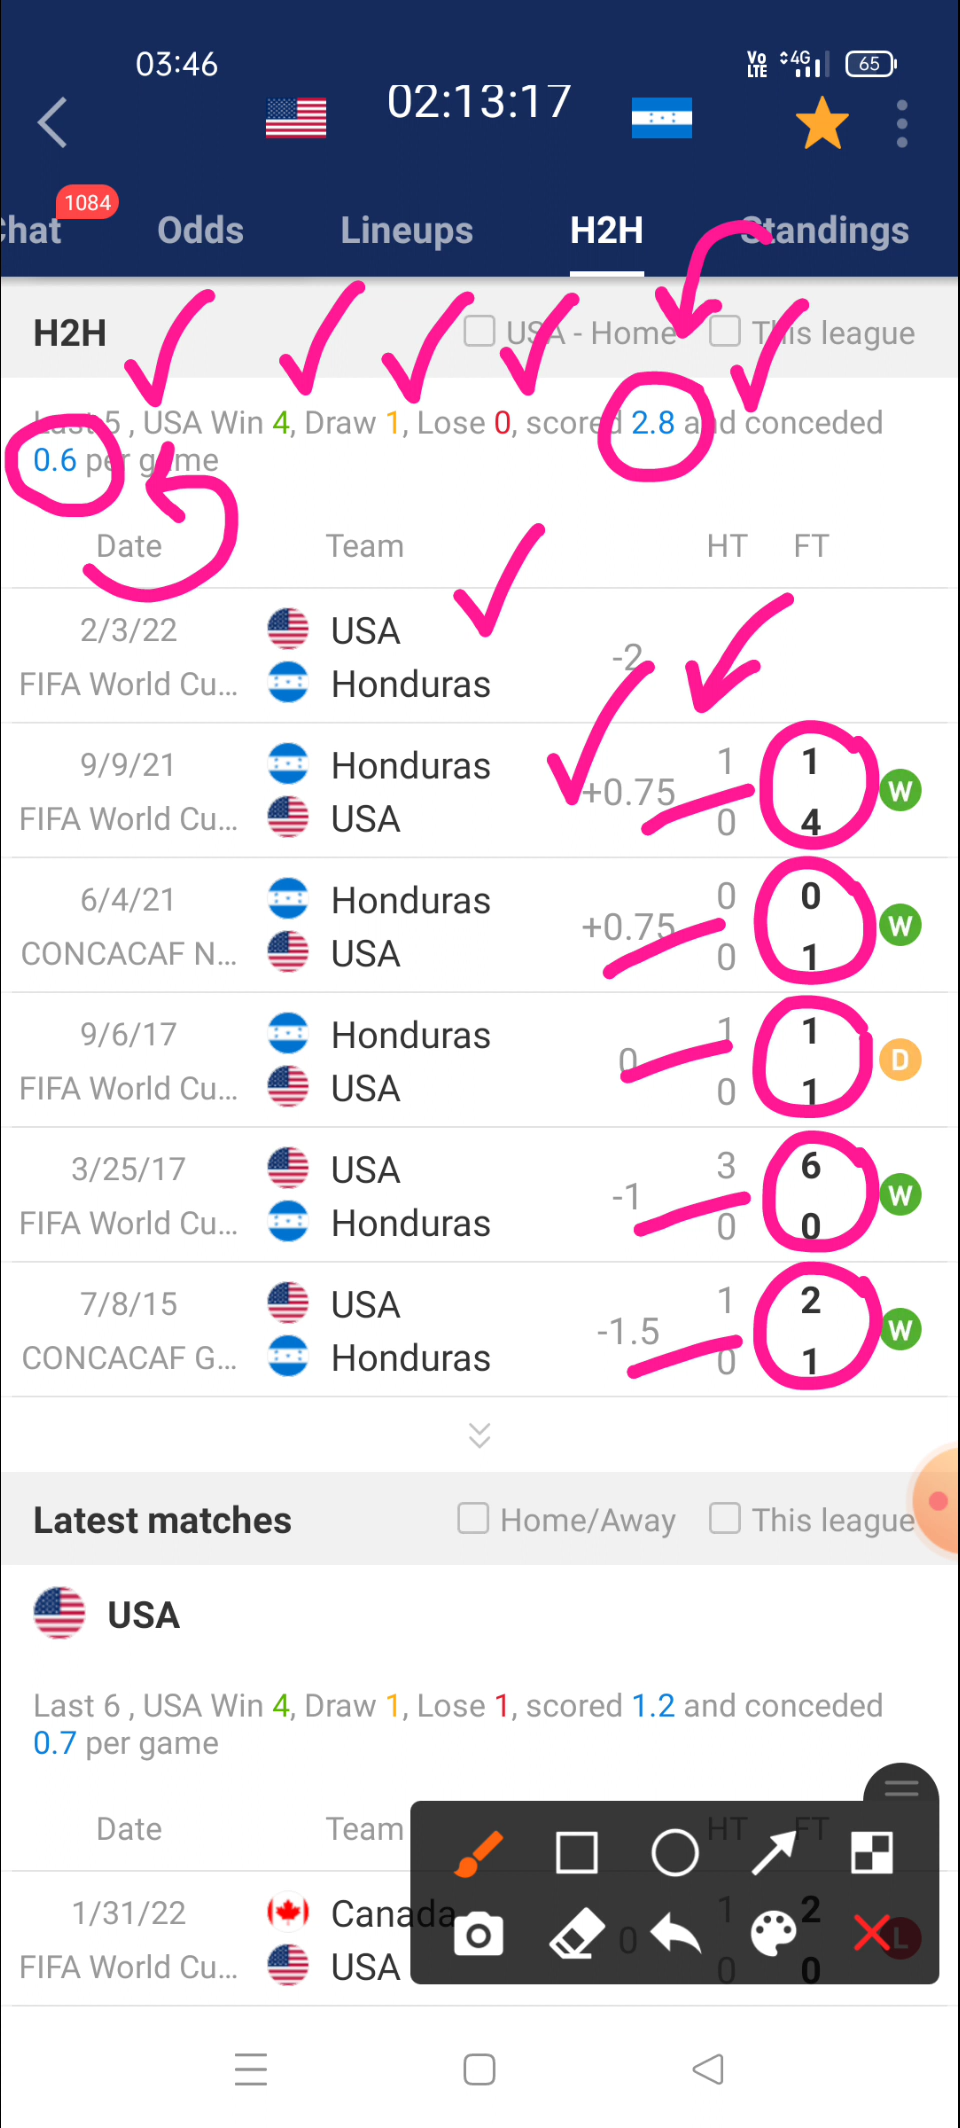 03:46
Vo LTE 4G 65
02:13:17
Chat 1084 Odds Lineups H2H Standings
H2H USA - Home This league
Last 5 , USA Win 4, Draw 1, Lose 0, scored 2.8 and conceded
0.6 per game
Date Team HT FT
2/3/22 USA
-2
FIFA World Cu... Honduras
9/9/21 Honduras 1 1
+0.75 W
FIFA World Cu... USA 0 4
6/4/21 Honduras 0 0
+0.75 W
CONCACAF N... USA 0 1
9/6/17 Honduras 1 1
0 D
FIFA World Cu... USA 0 1
3/25/17 USA 3 6
-1 W
FIFA World Cu... Honduras 0 0
7/8/15 USA 1 2
-1.5 W
CONCACAF G... Honduras 0 1
Latest matches Home/Away This league
USA
Last 6 , USA Win 4, Draw 1, Lose 1, scored 1.2 and conceded
0.7 per game
Date Team HT FT
1/31/22 Canada 1 2
0 L
FIFA World Cu... USA 0 0